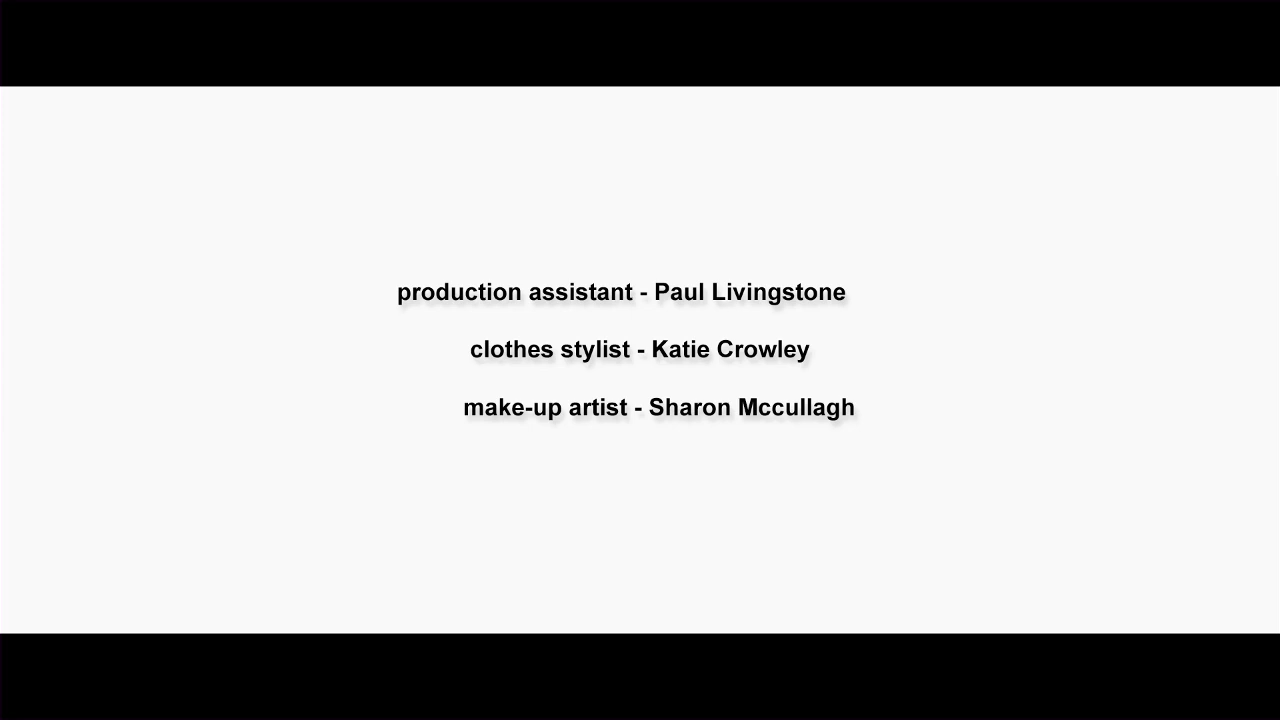 production assistant - Paul Livingstone
clothes stylist - Katie Crowley
make-up artist - Sharon Mccullagh